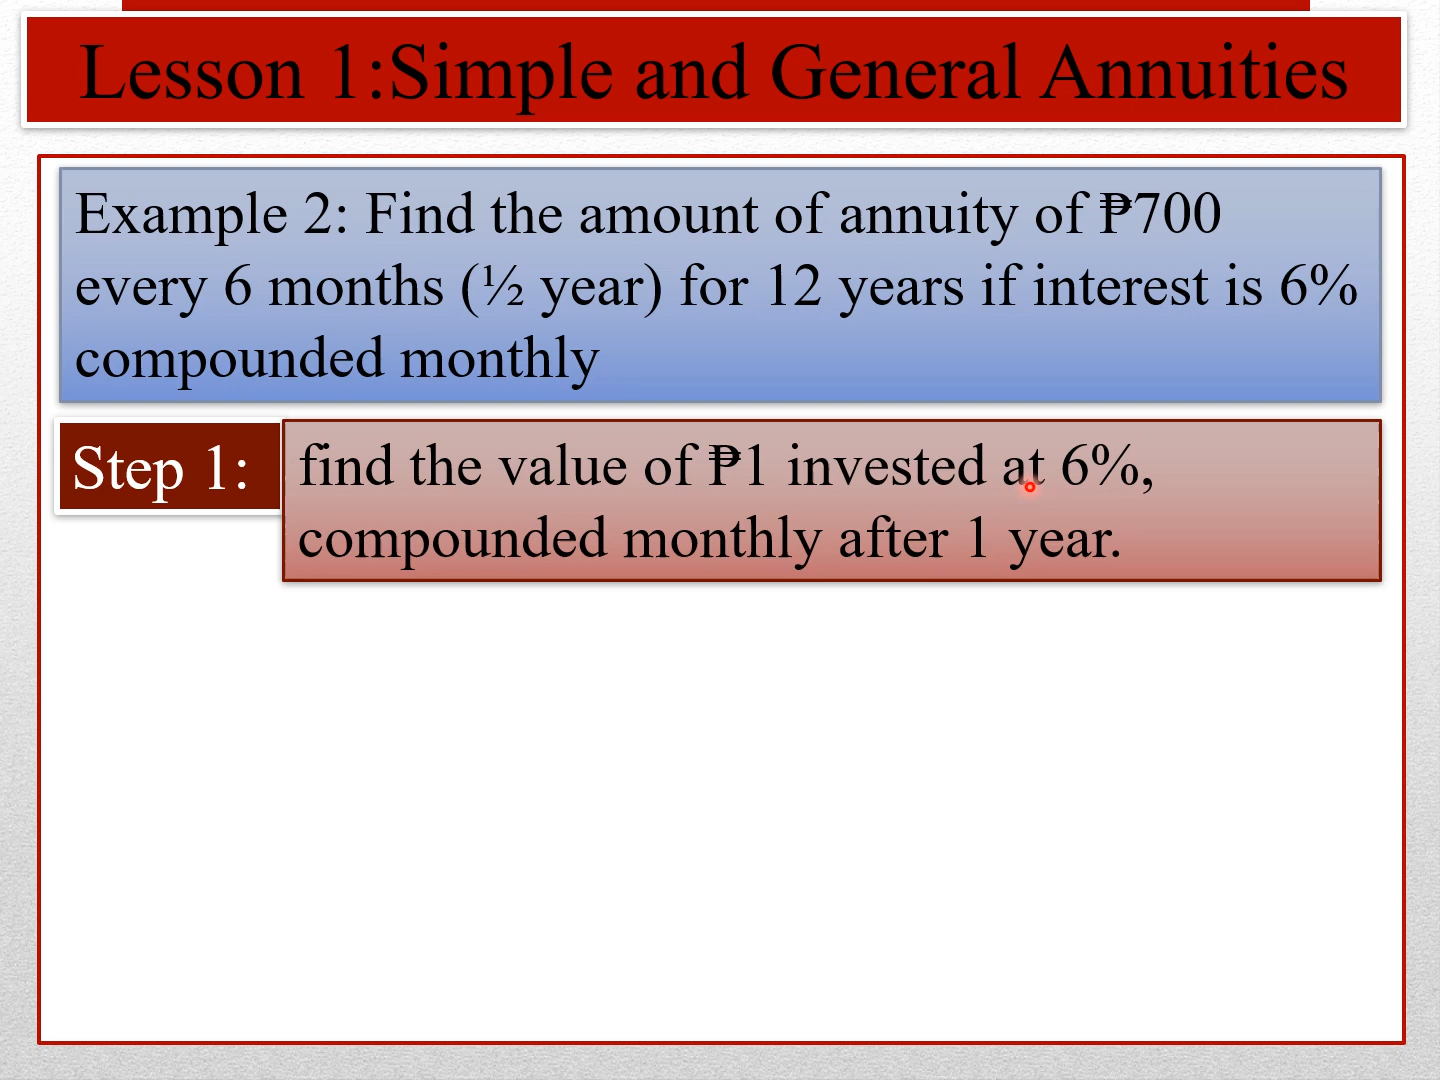 Lesson 1:Simple and General Annuities
Example 2: Find the amount of annuity of ₱700
every 6 months (½ year) for 12 years if interest is 6%
compounded monthly
Step 1:
find the value of ₱1 invested at 6%,
compounded monthly after 1 year.